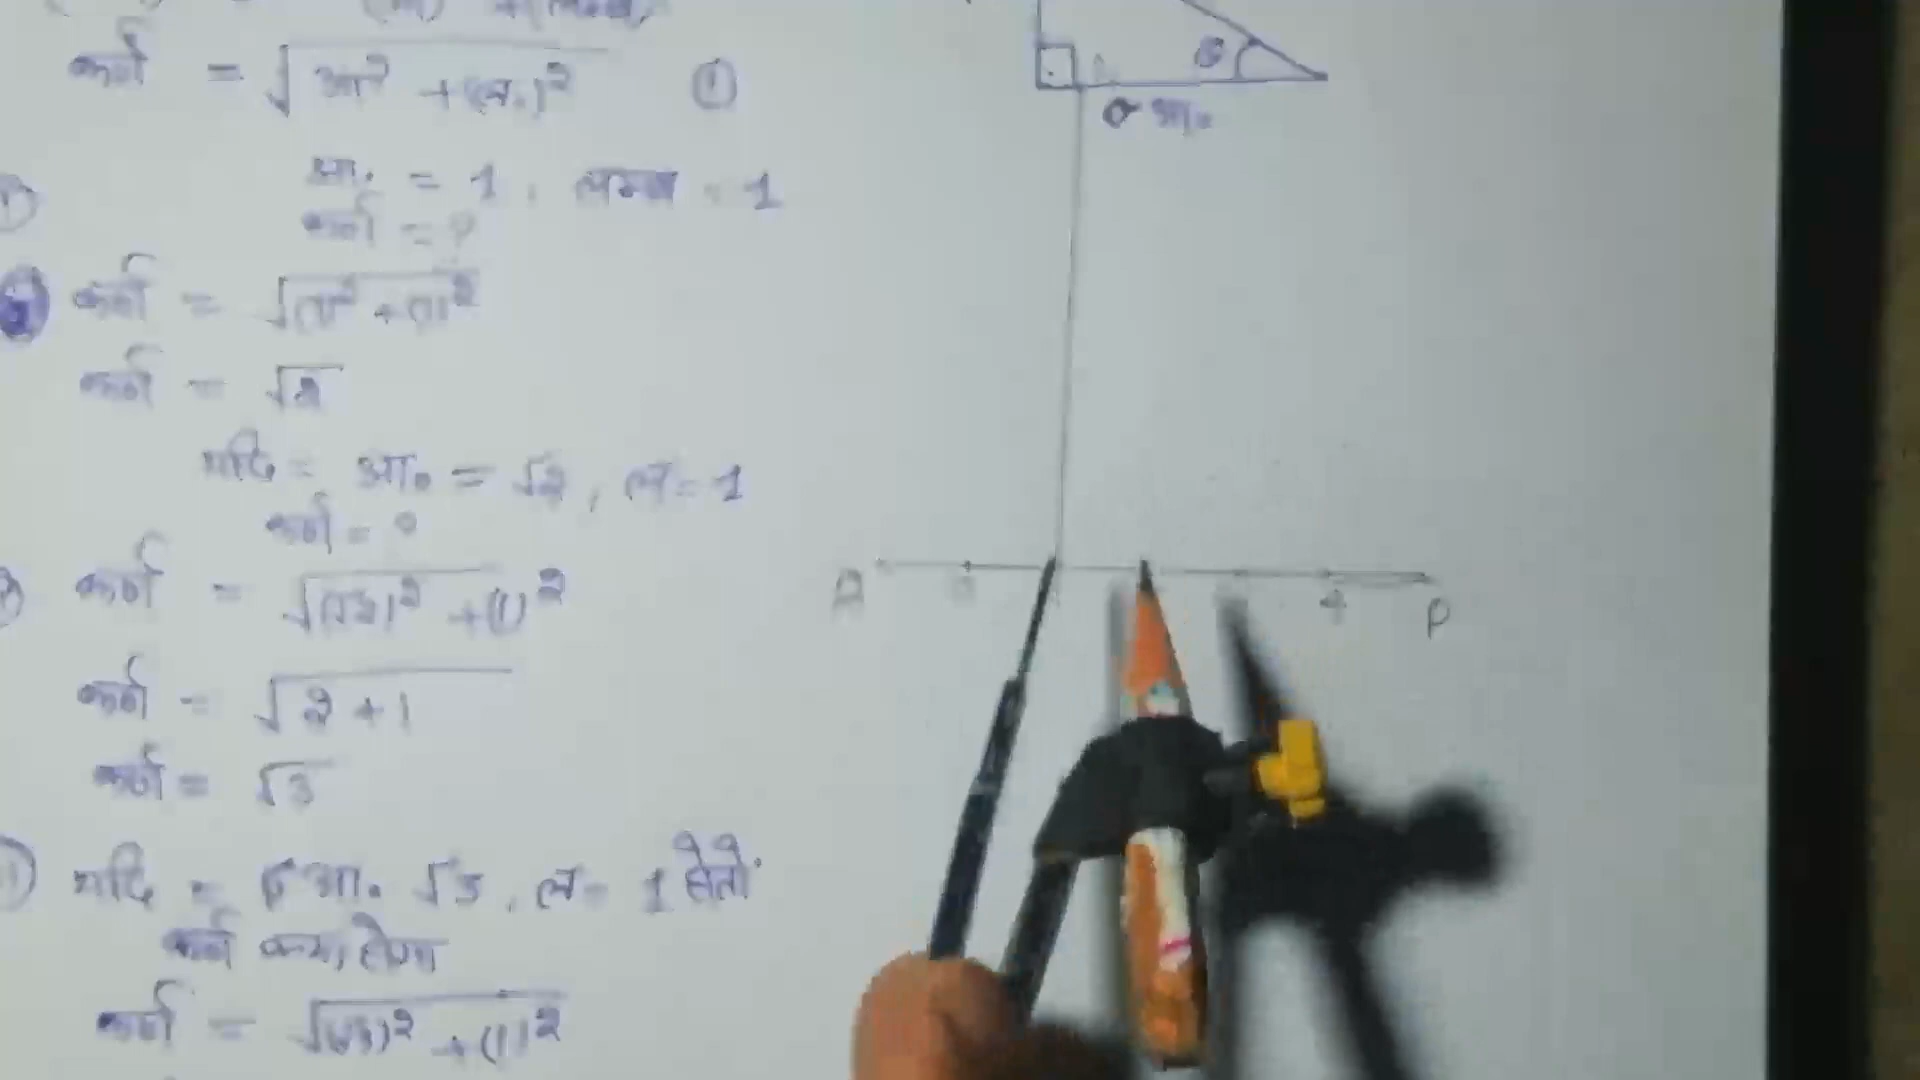 कर्ण = √आ² + (ल.)² ①
θ
आ.
आ. = 1, लम्ब = 1
कर्ण = ?
कर्ण = √(1)² + (1)²
कर्ण = √2
यदि = आ. = √2, ल = 1
कर्ण = ?
कर्ण = √(√2)² + (1)²
कर्ण = √2 + 1
कर्ण = √3
यदि = आ. √3, ल = 1 हो तो
कर्ण क्या होगा
कर्ण = √(√3)² + (1)²
A 0 4 P